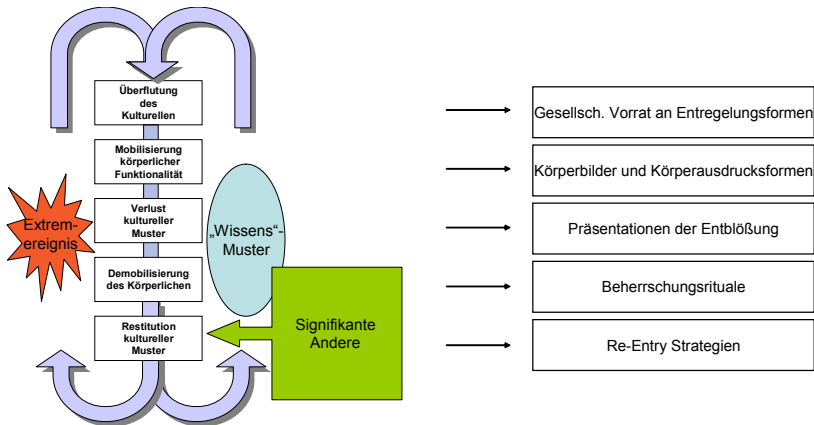 Überflutung
des
Kulturellen
Mobilisierung
körperlicher
Funktionalität
Extrem-
ereignis
Verlust
kultureller
Muster
„Wissens“-
Muster
Demobilisierung
des Körperlichen
Restitution
kultureller
Muster
Signifikante
Andere
Gesellsch. Vorrat an Entregelungsformen
Körperbilder und Körperausdrucksformen
Präsentationen der Entblößung
Beherrschungsrituale
Re-Entry Strategien